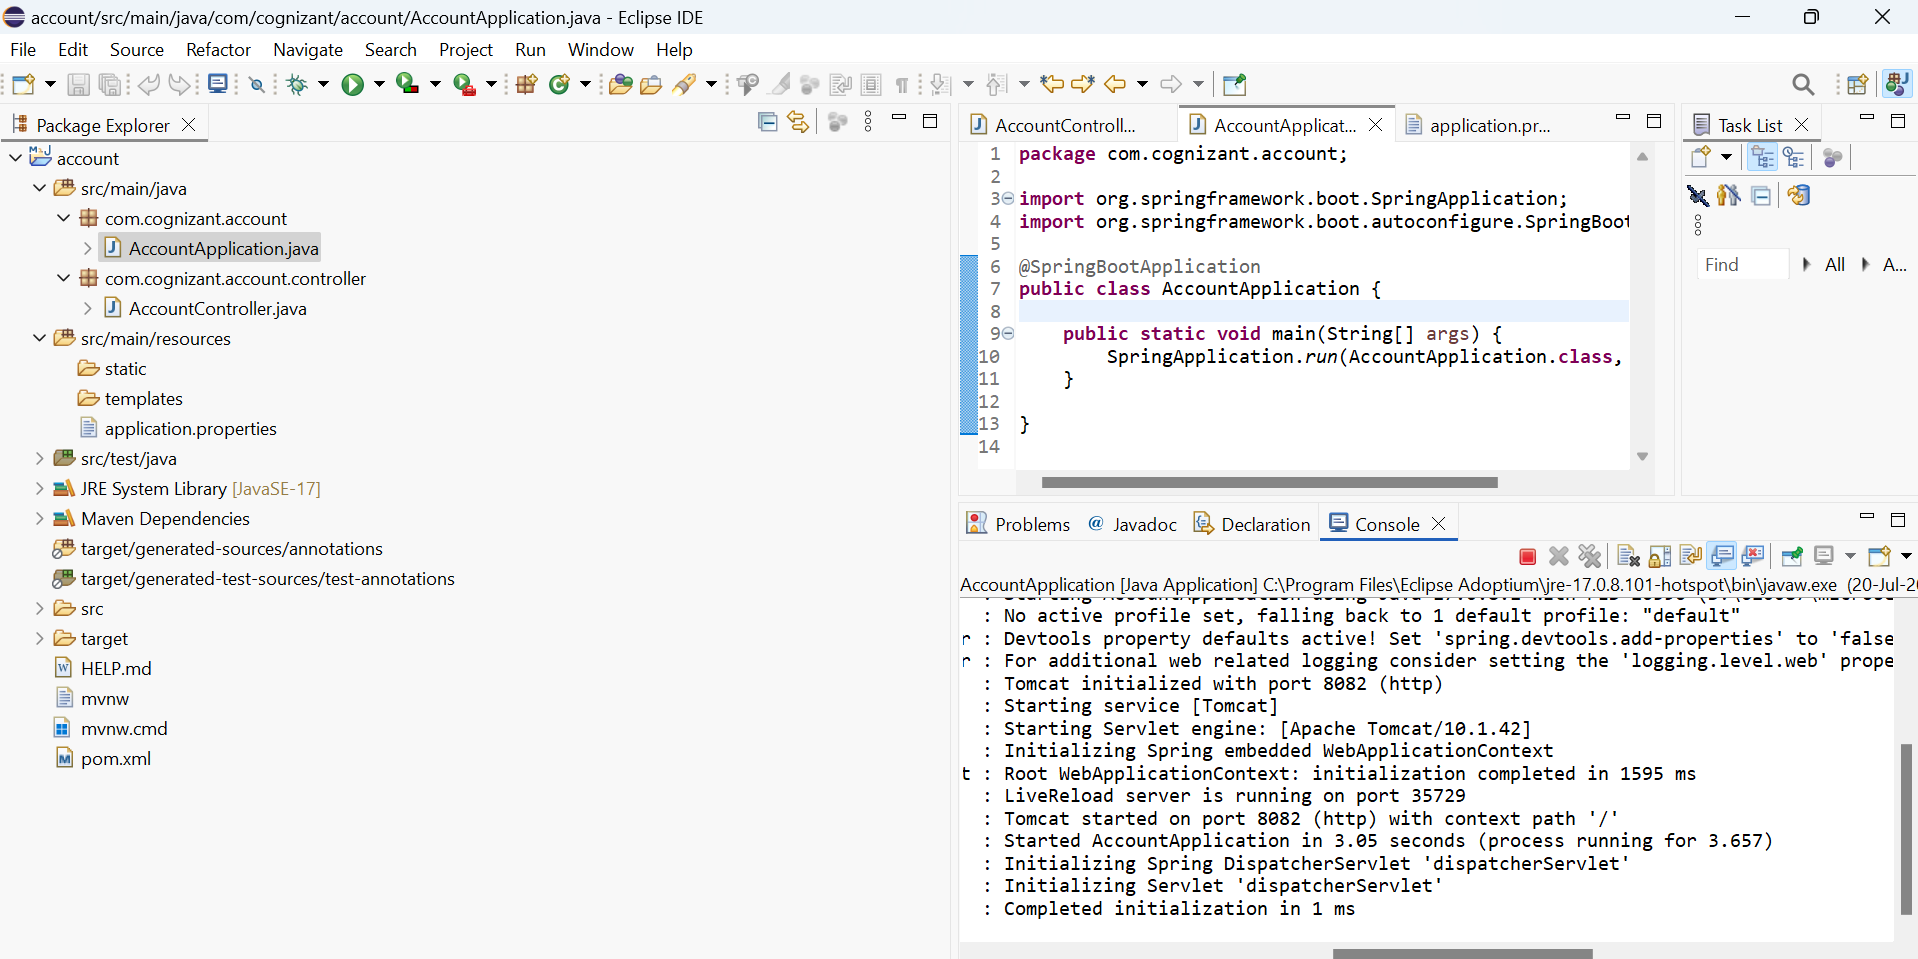 account/src/main/java/com/cognizant/account/AccountApplication.java - Eclipse IDE
File Edit Source Refactor Navigate Search Project Run Window Help
Package Explorer
account
src/main/java
com.cognizant.account
AccountApplication.java
com.cognizant.account.controller
AccountController.java
src/main/resources
static
templates
application.properties
src/test/java
JRE System Library [JavaSE-17]
Maven Dependencies
target/generated-sources/annotations
target/generated-test-sources/test-annotations
src
target
HELP.md
mvnw
mvnw.cmd
pom.xml
AccountControll... AccountApplicat... application.pr...
1 package com.cognizant.account;
2
3 import org.springframework.boot.SpringApplication;
4 import org.springframework.boot.autoconfigure.SpringBoot
5
6 @SpringBootApplication
7 public class AccountApplication {
8
9 public static void main(String[] args) {
10 SpringApplication.run(AccountApplication.class,
11 }
12
13 }
14
Task List
Find All A...
Problems @ Javadoc Declaration Console
AccountApplication [Java Application] C:\Program Files\Eclipse Adoptium\jre-17.0.8.101-hotspot\bin\javaw.exe (20-Jul-20
: No active profile set, falling back to 1 default profile: "default"
r : Devtools property defaults active! Set 'spring.devtools.add-properties' to 'false
r : For additional web related logging consider setting the 'logging.level.web' prope
: Tomcat initialized with port 8082 (http)
: Starting service [Tomcat]
: Starting Servlet engine: [Apache Tomcat/10.1.42]
: Initializing Spring embedded WebApplicationContext
t : Root WebApplicationContext: initialization completed in 1595 ms
: LiveReload server is running on port 35729
: Tomcat started on port 8082 (http) with context path '/'
: Started AccountApplication in 3.05 seconds (process running for 3.657)
: Initializing Spring DispatcherServlet 'dispatcherServlet'
: Initializing Servlet 'dispatcherServlet'
: Completed initialization in 1 ms